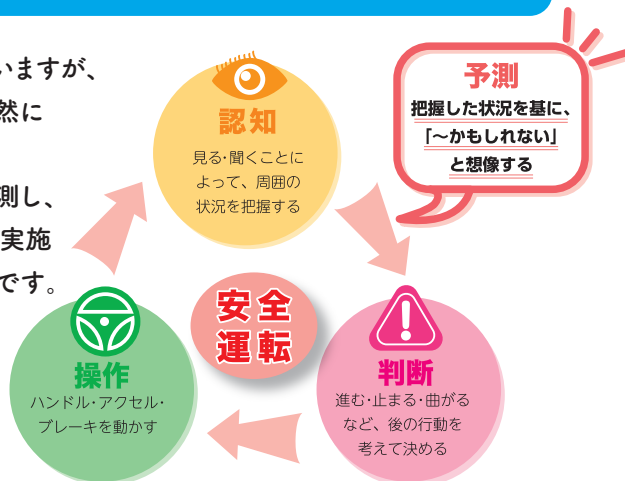 いますが、
然に
測し、
実施
です。
認知
見る・聞くことに
よって、周囲の
状況を把握する
予測
把握した状況を基に、
「～かもしれない」
と想像する
安全
運転
判断
進む・止まる・曲がる
など、後の行動を
考えて決める
操作
ハンドル・アクセル・
ブレーキを動かす